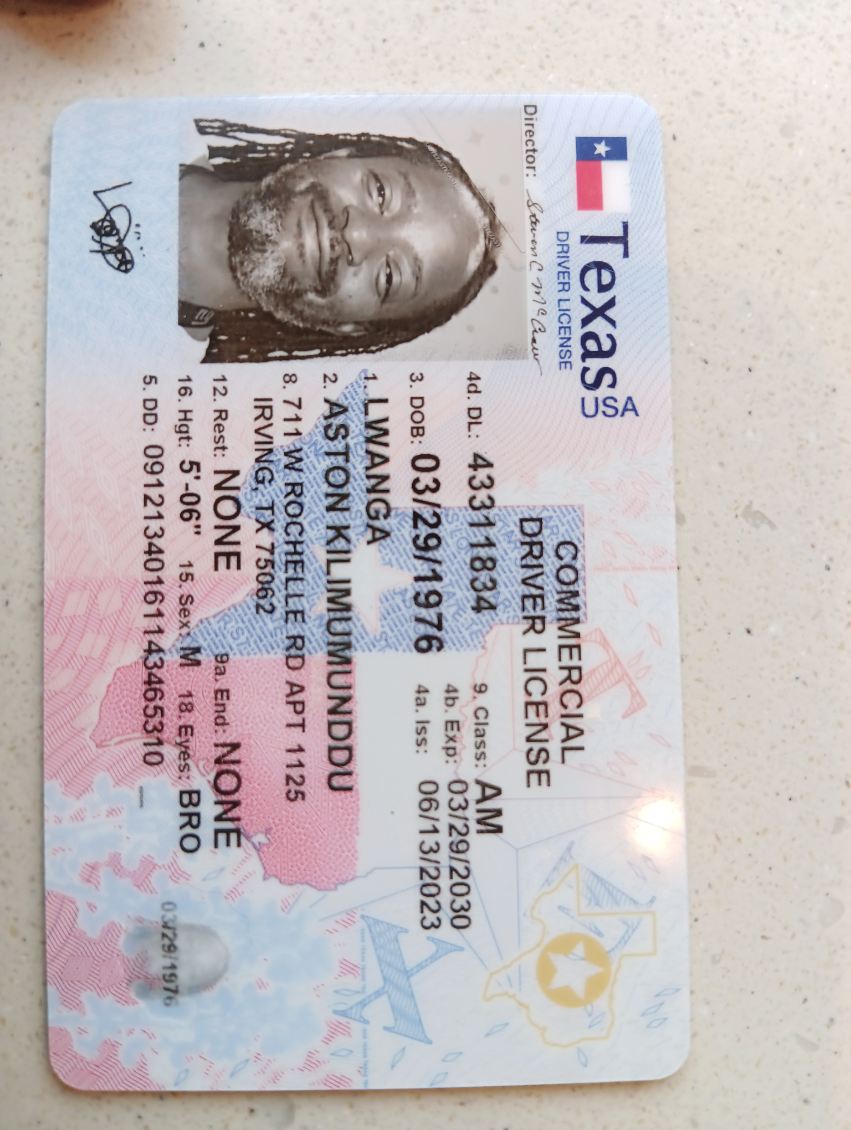 Texas USA
DRIVER LICENSE
Director: Steven C McCraw
COMMERCIAL
DRIVER LICENSE
4d. DL: 43311834 9. Class: AM
4b. Exp: 03/29/2030
3. DOB: 03/29/1976 4a. Iss: 06/13/2023
1. LWANGA
2. ASTON KILIMUMUNDDU
8. 711 W ROCHELLE RD APT 1125
IRVING, TX 75062
12. Rest: NONE 9a. End: NONE
16. Hgt: 5'-06" 15. Sex: M 18. Eyes: BRO
5. DD: 09121340161143465310
03/29/1976